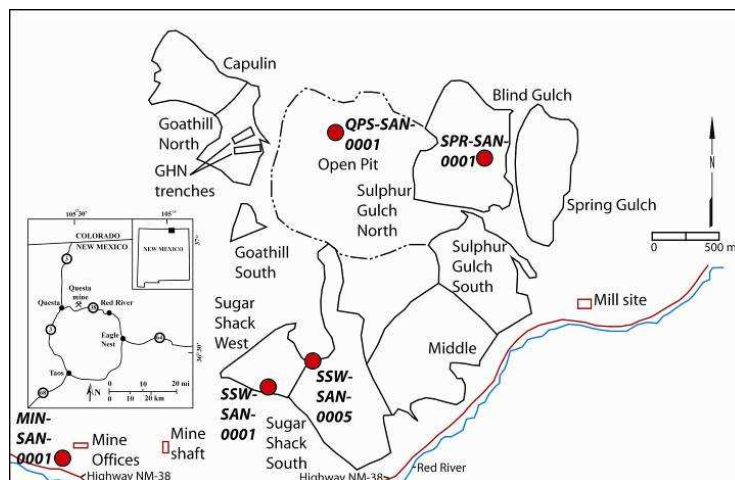 Capulin
Goathill
North
GHN
trenches
QPS-SAN-
0001
Open Pit
Blind Gulch
SPR-SAN-
0001
Sulphur
Gulch
North
Spring Gulch
N
0 500 m
Goathill
South
Sulphur
Gulch
South
Sugar
Shack
West
Mill site
Middle
SSW-
SAN-
0005
SSW-
SAN-
0001
Sugar
Shack
South
MIN-
SAN-
0001
Mine
Offices
Mine
shaft
Highway NM-38
Highway NM-38
Red River
105°30'
105°
COLORADO
NEW MEXICO
NEW MEXICO
37°
3
Questa
mine
Questa
38
Red River
3
Eagle
Nest
64
36°30'
Taos
N
0 10 20 mi
0 10 20 km